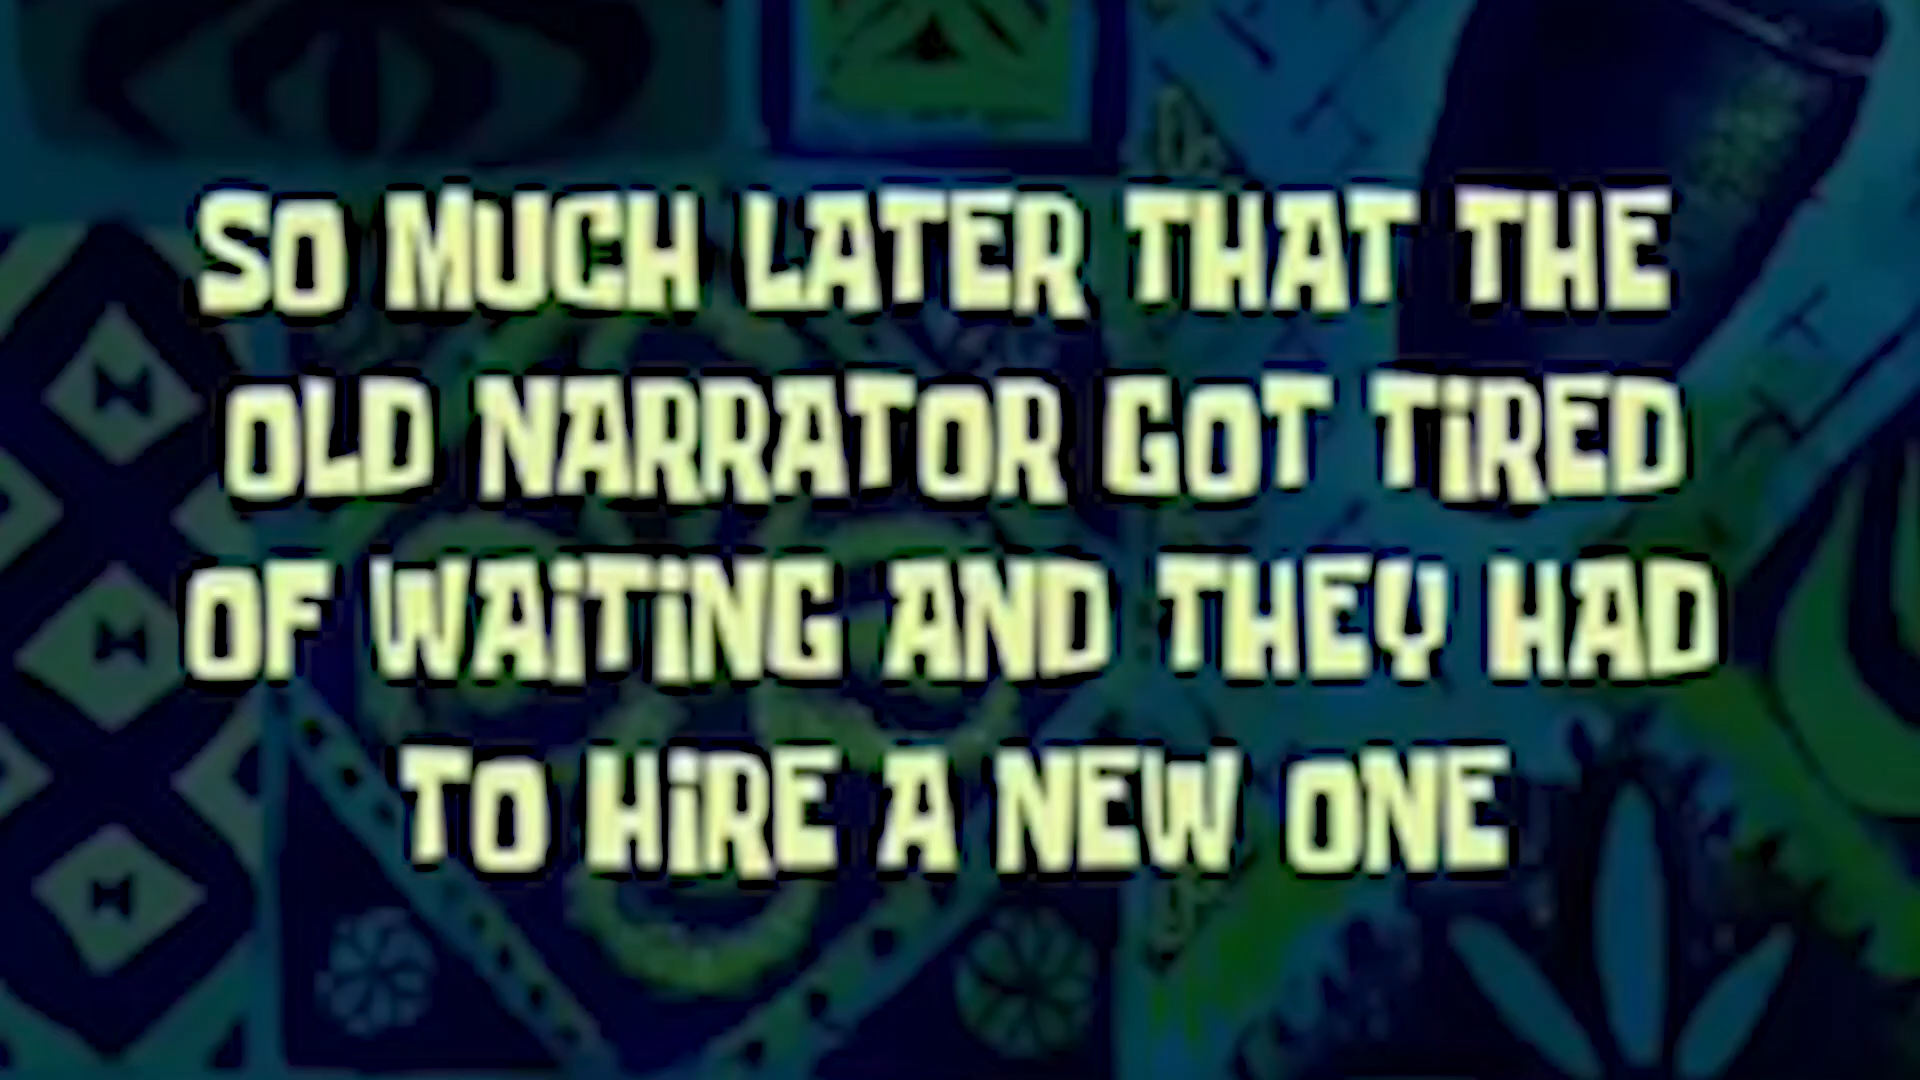 SO MUCH LATER THAT THE
OLD NARRATOR GOT TIRED
OF WAITING AND THEY HAD
TO HIRE A NEW ONE